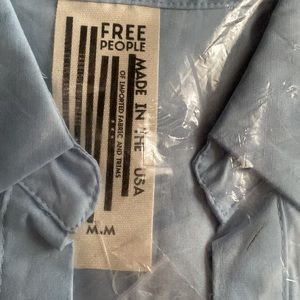 FREE
PEOPLE
MADE IN THE USA
OF IMPORTED FABRIC AND TRIMS
M.M